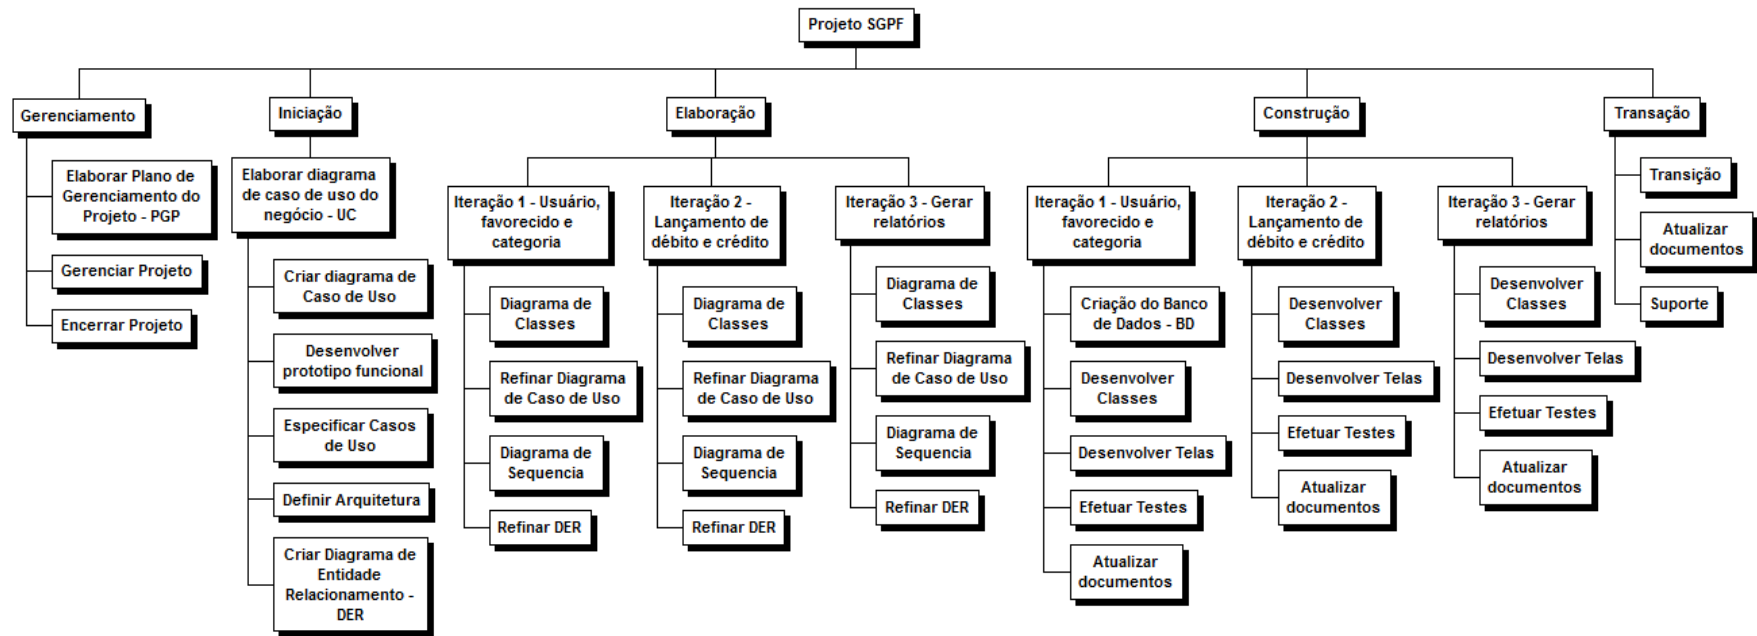 Projeto SGPF
Gerenciamento
Iniciação
Elaboração
Construção
Transação
Elaborar Plano de
Gerenciamento do
Projeto - PGP
Gerenciar Projeto
Encerrar Projeto
Elaborar diagrama
de caso de uso do
negócio - UC
Criar diagrama de
Caso de Uso
Desenvolver
prototipo funcional
Especificar Casos
de Uso
Definir Arquitetura
Criar Diagrama de
Entidade
Relacionamento -
DER
Iteração 1 - Usuário,
favorecido e
categoria
Diagrama de
Classes
Refinar Diagrama
de Caso de Uso
Diagrama de
Sequencia
Refinar DER
Iteração 2 -
Lançamento de
débito e crédito
Diagrama de
Classes
Refinar Diagrama
de Caso de Uso
Diagrama de
Sequencia
Refinar DER
Iteração 3 - Gerar
relatórios
Diagrama de
Classes
Refinar Diagrama
de Caso de Uso
Diagrama de
Sequencia
Refinar DER
Iteração 1 - Usuário,
favorecido e
categoria
Criação do Banco
de Dados - BD
Desenvolver
Classes
Desenvolver Telas
Efetuar Testes
Atualizar
documentos
Iteração 2 -
Lançamento de
débito e crédito
Desenvolver
Classes
Desenvolver Telas
Efetuar Testes
Atualizar
documentos
Iteração 3 - Gerar
relatórios
Desenvolver
Classes
Desenvolver Telas
Efetuar Testes
Atualizar
documentos
Transição
Atualizar
documentos
Suporte